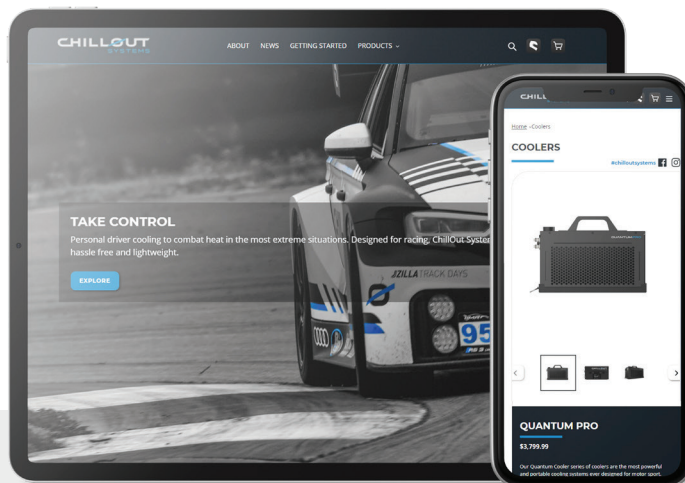 CHILLOUT
SYSTEMS
ABOUT NEWS GETTING STARTED PRODUCTS
TAKE CONTROL
Personal driver cooling to combat heat in the most extreme situations. Designed for racing, ChillOut Syste
hassle free and lightweight.
EXPLORE
ZILLA TRACK DAYS
95
CHILL
Home - Coolers
COOLERS
#chilloutsystems
QUANTUM PRO
QUANTUM PRO
$3,799.99
Our Quantum Cooler series of coolers are the most powerful
and portable cooling systems ever designed for motor sport.